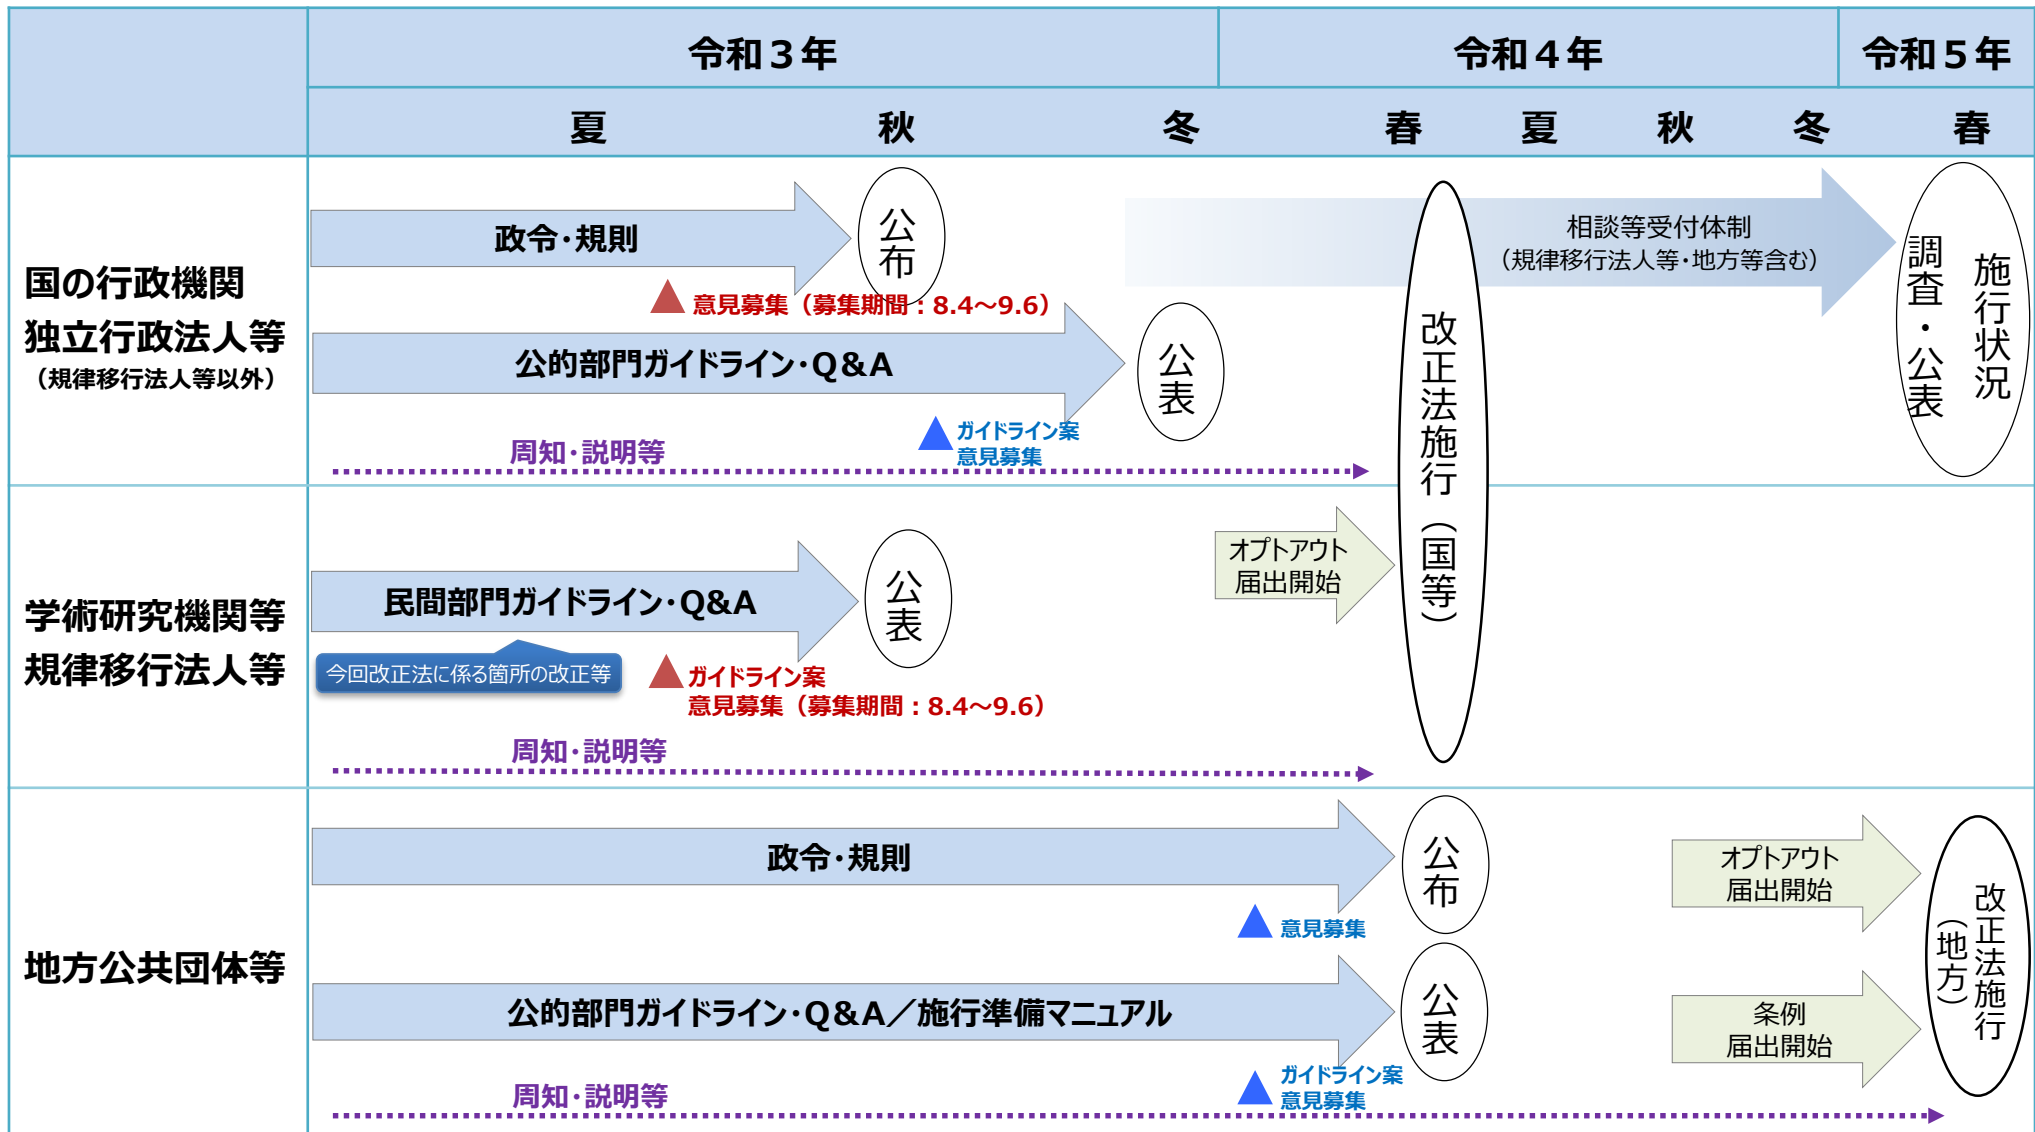 令和３年
令和４年
令和５年
夏
秋
冬
春
夏
秋
冬
春
国の行政機関
独立行政法人等
（規律移行法人等以外）
政令・規則
公布
意見募集（募集期間：8.4～9.6）
公的部門ガイドライン・Q&A
公表
ガイドライン案
意見募集
周知・説明等
相談等受付体制
（規律移行法人等・地方等含む）
施行状況
調査・公表
改正法施行（国等）
学術研究機関等
規律移行法人等
民間部門ガイドライン・Q&A
公表
今回改正法に係る箇所の改正等
ガイドライン案
意見募集（募集期間：8.4～9.6）
周知・説明等
オプトアウト
届出開始
地方公共団体等
政令・規則
公布
意見募集
公的部門ガイドライン・Q&A／施行準備マニュアル
公表
ガイドライン案
意見募集
周知・説明等
オプトアウト
届出開始
条例
届出開始
改正法施行
（地方）